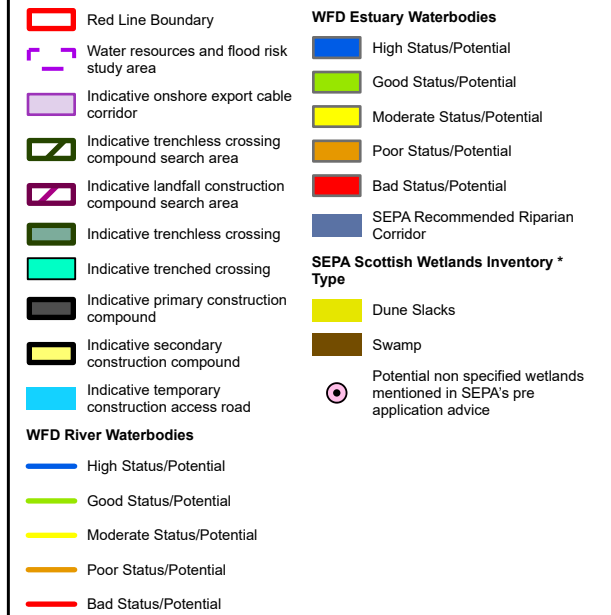 Red Line Boundary
Water resources and flood risk
study area
Indicative onshore export cable
corridor
Indicative trenchless crossing
compound search area
Indicative landfall construction
compound search area
Indicative trenchless crossing
Indicative trenched crossing
Indicative primary construction
compound
Indicative secondary
construction compound
Indicative temporary
construction access road
WFD River Waterbodies
High Status/Potential
Good Status/Potential
Moderate Status/Potential
Poor Status/Potential
Bad Status/Potential
WFD Estuary Waterbodies
High Status/Potential
Good Status/Potential
Moderate Status/Potential
Poor Status/Potential
Bad Status/Potential
SEPA Recommended Riparian
Corridor
SEPA Scottish Wetlands Inventory *
Type
Dune Slacks
Swamp
Potential non specified wetlands
mentioned in SEPA's pre
application advice